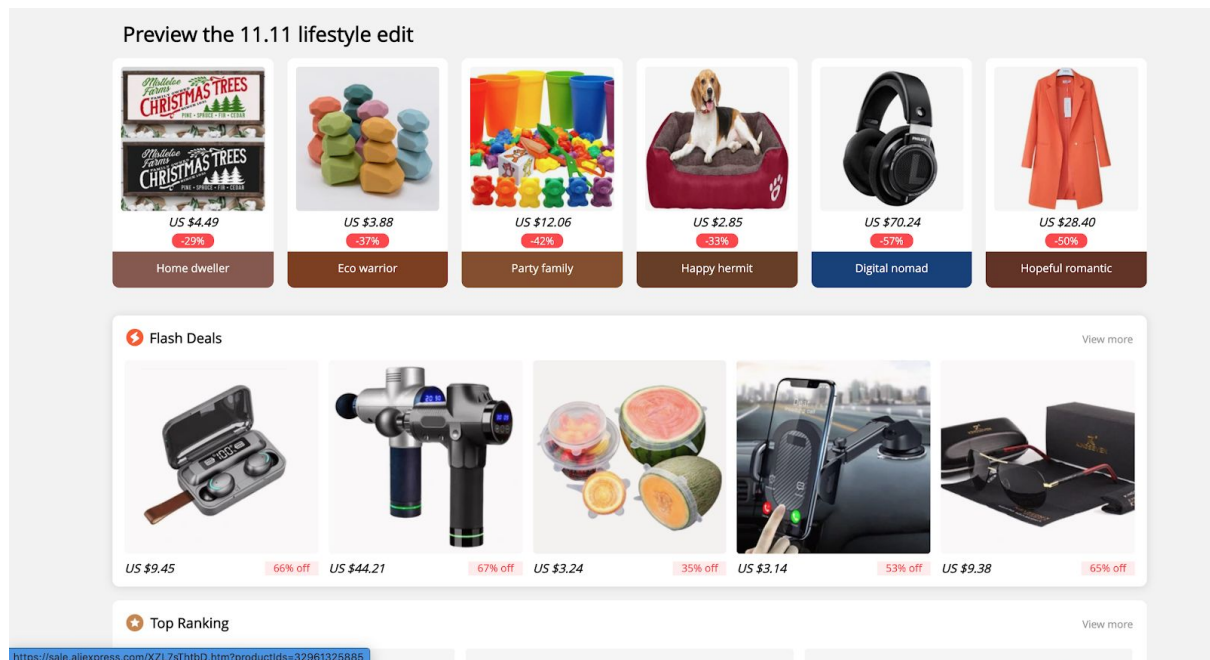 Preview the 11.11 lifestyle edit
Mistletoe
Farms
CHRISTMAS TREES
PINE • SPRUCE • FIR • CEDAR
Mistletoe
Farms
CHRISTMAS TREES
PINE • SPRUCE • FIR • CEDAR
PHILIPS
US $4.49
US $3.88
US $12.06
US $2.85
US $70.24
US $28.40
-29%
-37%
-42%
-33%
-57%
-50%
Home dweller
Eco warrior
Party family
Happy hermit
Digital nomad
Hopeful romantic
Flash Deals
View more
US $9.45
66% off
US $44.21
67% off
US $3.24
35% off
US $3.14
53% off
US $9.38
65% off
Top Ranking
View more
https://sale.aliexpress.com/XZL7sThtbD.htm?productIds=32961325885